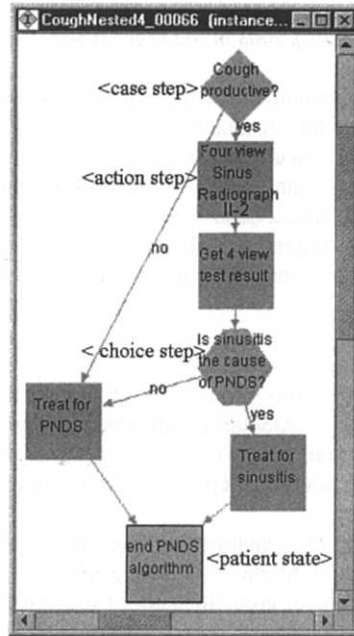 CoughNested4_00066 (instance...
Cough
productive?
<case step>
yes
Four view
Sinus
Radiograph
II-2
<action step>
no
Get 4 view
test result
Is sinusitis
the cause
of PNDS?
< choice step>
no
yes
Treat for
PNDS
Treat for
sinusitis
end PNDS
algorithm
<patient state>